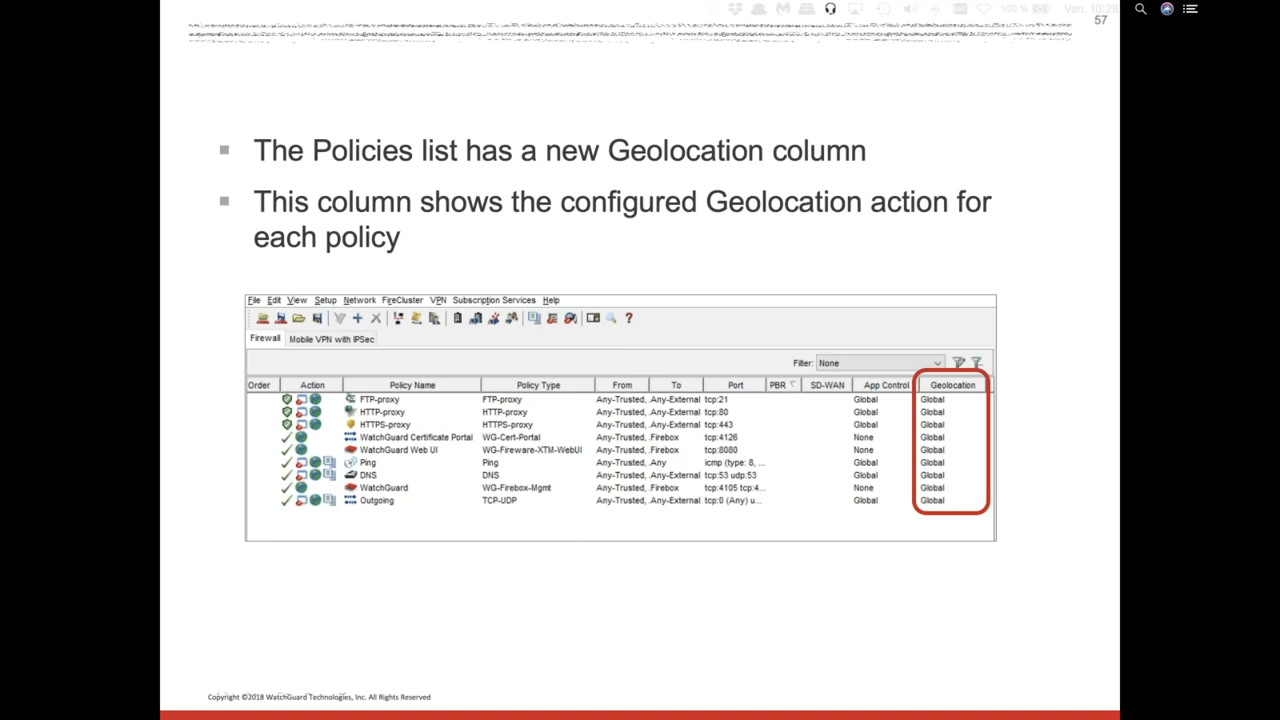 100 %
Ven. 10:28
57
The Policies list has a new Geolocation column
This column shows the configured Geolocation action for
each policy
File Edit View Setup Network FireCluster VPN Subscription Services Help
Firewall Mobile VPN with IPSec
Filter: None
Order Action Policy Name Policy Type From To Port PBR SD-WAN App Control Geolocation
FTP-proxy FTP-proxy Any-Trusted, .Any-External tcp:21 Global Global
HTTP-proxy HTTP-proxy Any-Trusted, .Any-External tcp:80 Global Global
HTTPS-proxy HTTPS-proxy Any-Trusted, .Any-External tcp:443 Global Global
WatchGuard Certificate Portal WG-Cert-Portal Any-Trusted, .Firebox tcp:4126 None Global
WatchGuard Web UI WG-Fireware-XTM-WebUI Any-Trusted, .Firebox tcp:8080 None Global
Ping Ping Any-Trusted, .Any icmp (type: 8, ... Global Global
DNS DNS Any-Trusted, .Any-External tcp:53 udp:53 Global Global
WatchGuard WG-Firebox-Mgmt Any-Trusted, .Firebox tcp:4105 tcp:4... None Global
Outgoing TCP-UDP Any-Trusted, .Any-External tcp:0 (Any) u... Global Global
Copyright ©2018 WatchGuard Technologies, Inc. All Rights Reserved